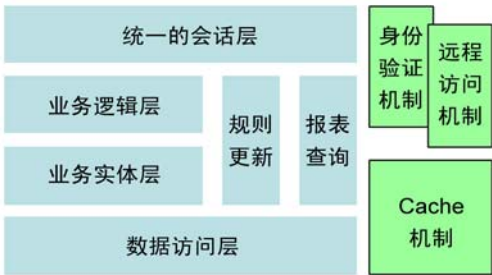 统一的会话层
业务逻辑层
业务实体层
规则
更新
报表
查询
数据访问层
身份
验证
机制
远程
访问
机制
Cache
机制